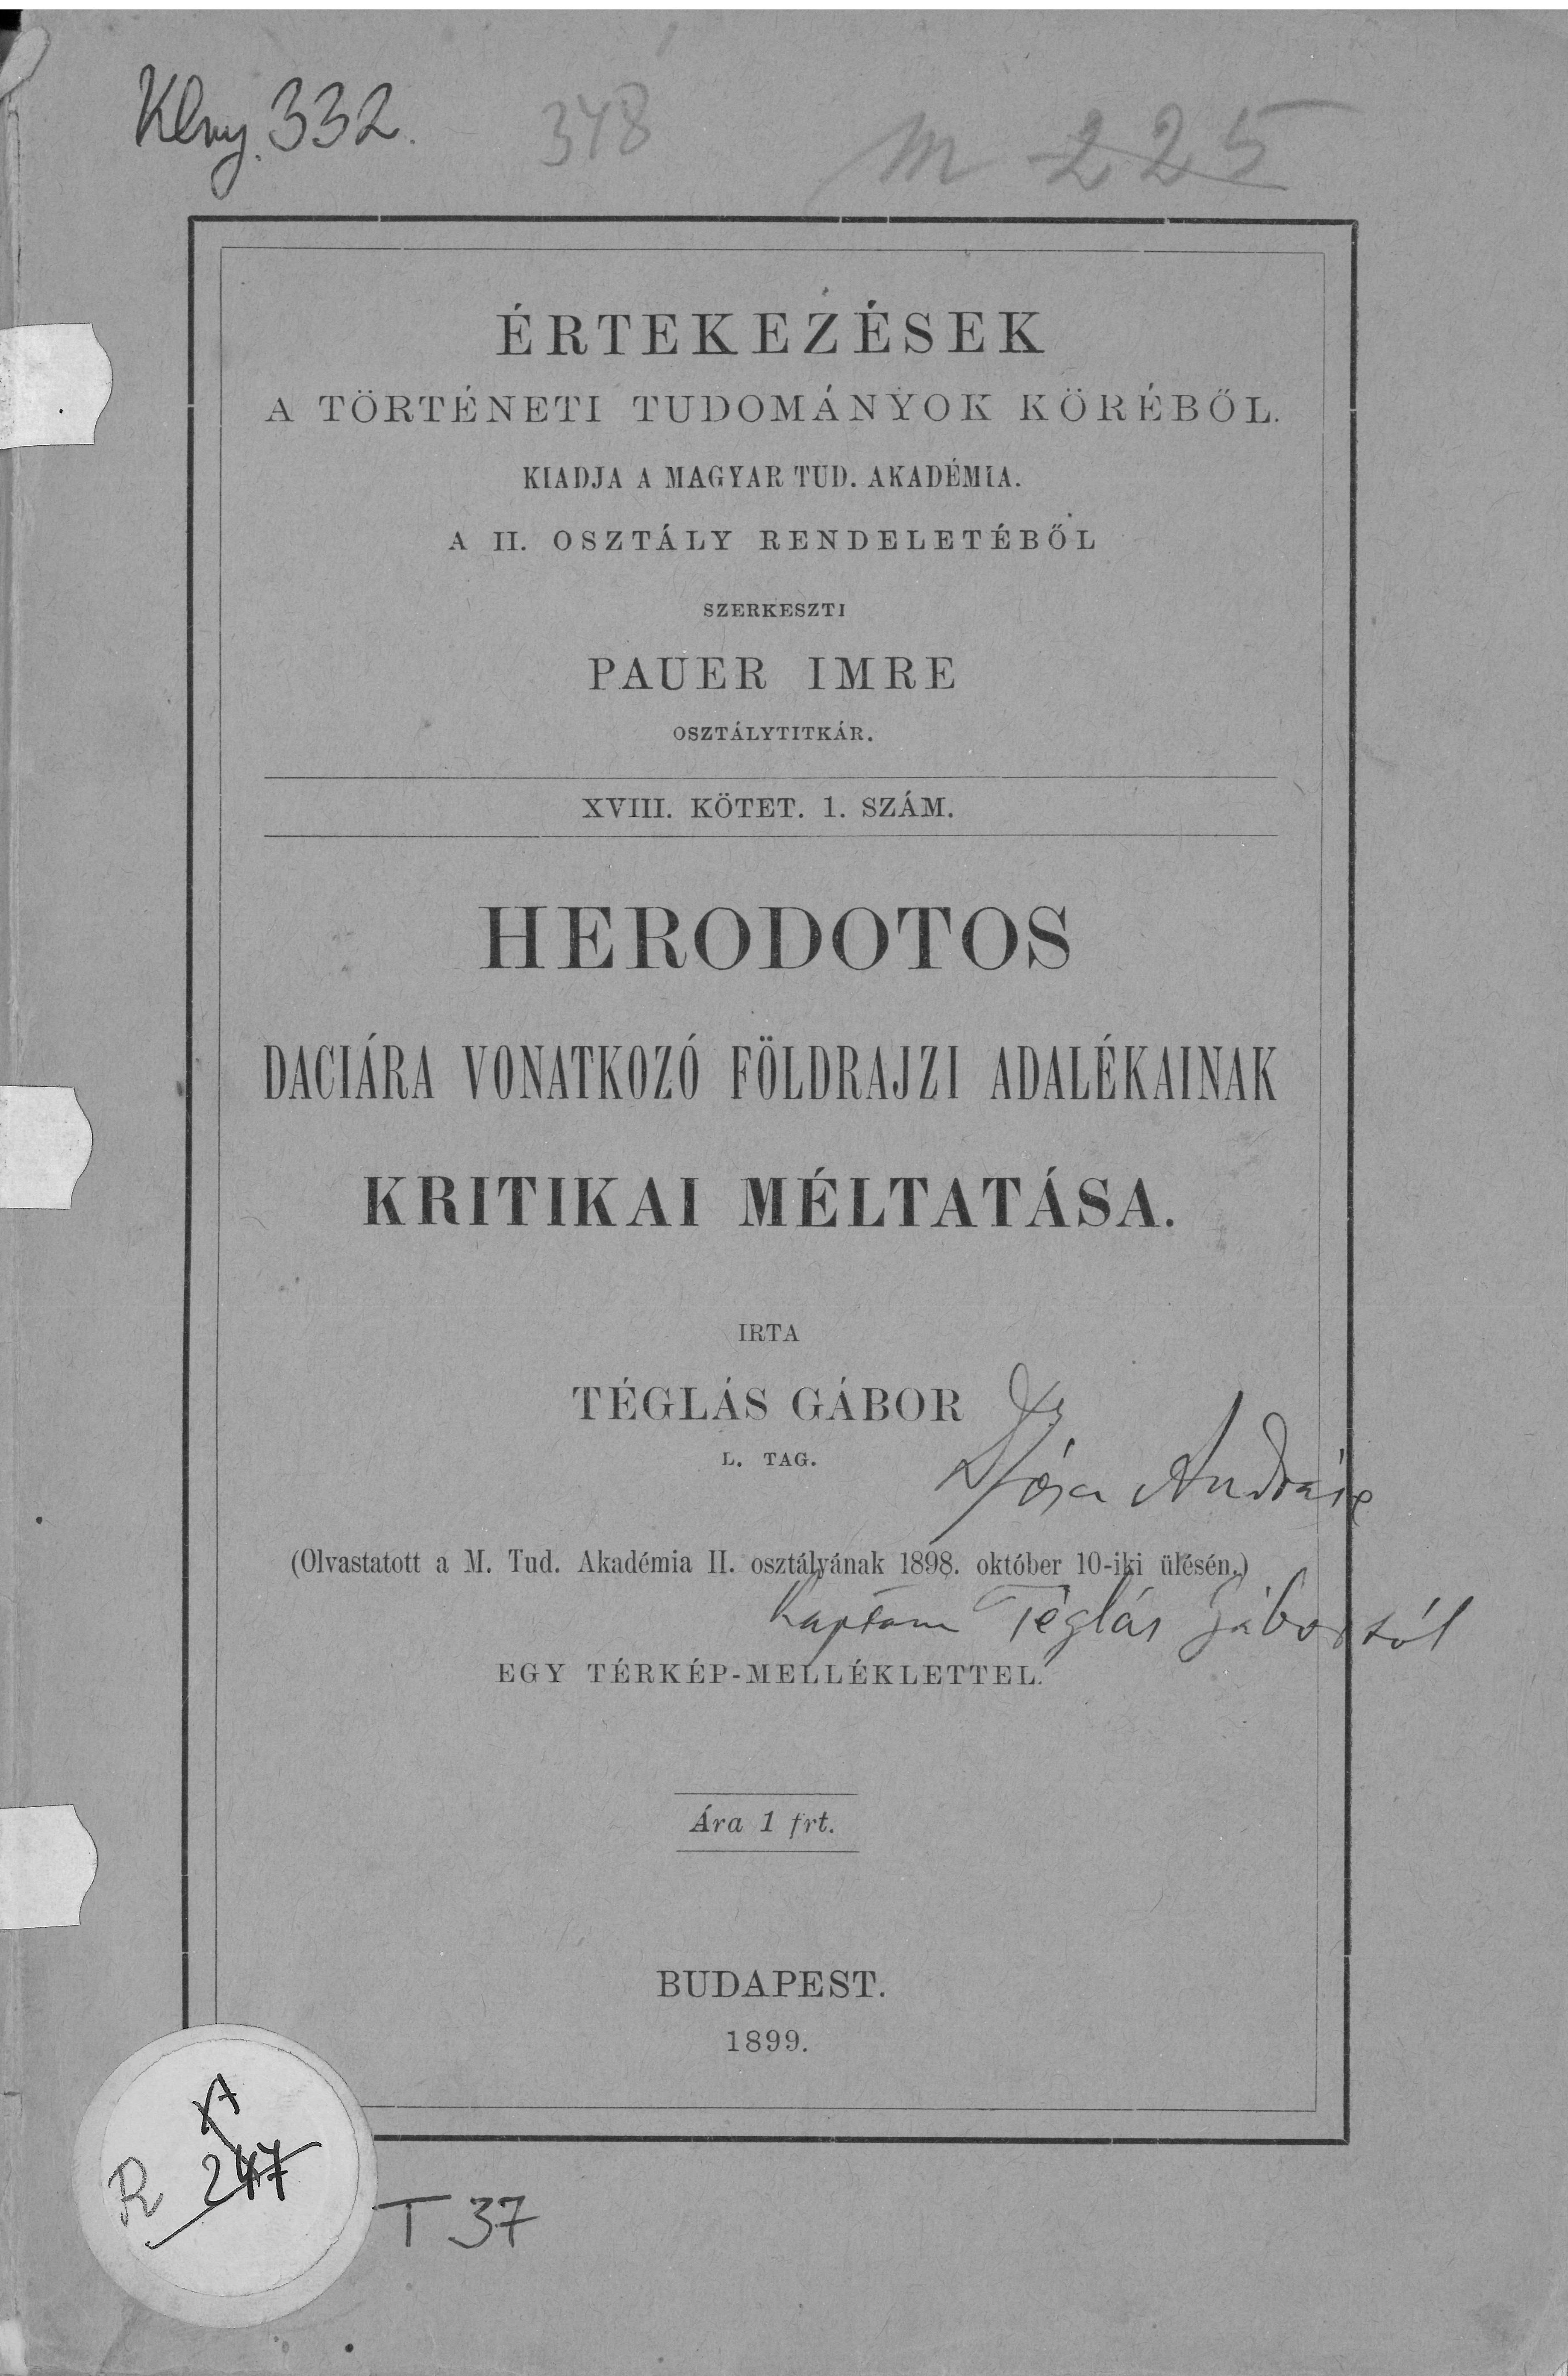 Klny. 332.
348
m 225
ÉRTEKEZÉSEK
A TÖRTÉNETI TUDOMÁNYOK KÖRÉBŐL.
KIADJA A MAGYAR TUD. AKADÉMIA.
A II. OSZTÁLY RENDELETÉBŐL
SZERKESZTI
PAUER IMRE
OSZTÁLYTITKÁR.
XVIII. KÖTET. 1. SZÁM.
HERODOTOS
DACIÁRA VONATKOZÓ FÖLDRAJZI ADALÉKAINAK
KRITIKAI MÉLTATÁSA.
IRTA
TÉGLÁS GÁBOR
L. TAG.
Dr
Jósa András
(Olvastatott a M. Tud. Akadémia II. osztályának 1898. október 10-iki ülésén.)
kaptam Téglás Gábortól
EGY TÉRKÉP-MELLÉKLETTEL.
Ára 1 frt.
BUDAPEST.
1899.
R 247
T 37